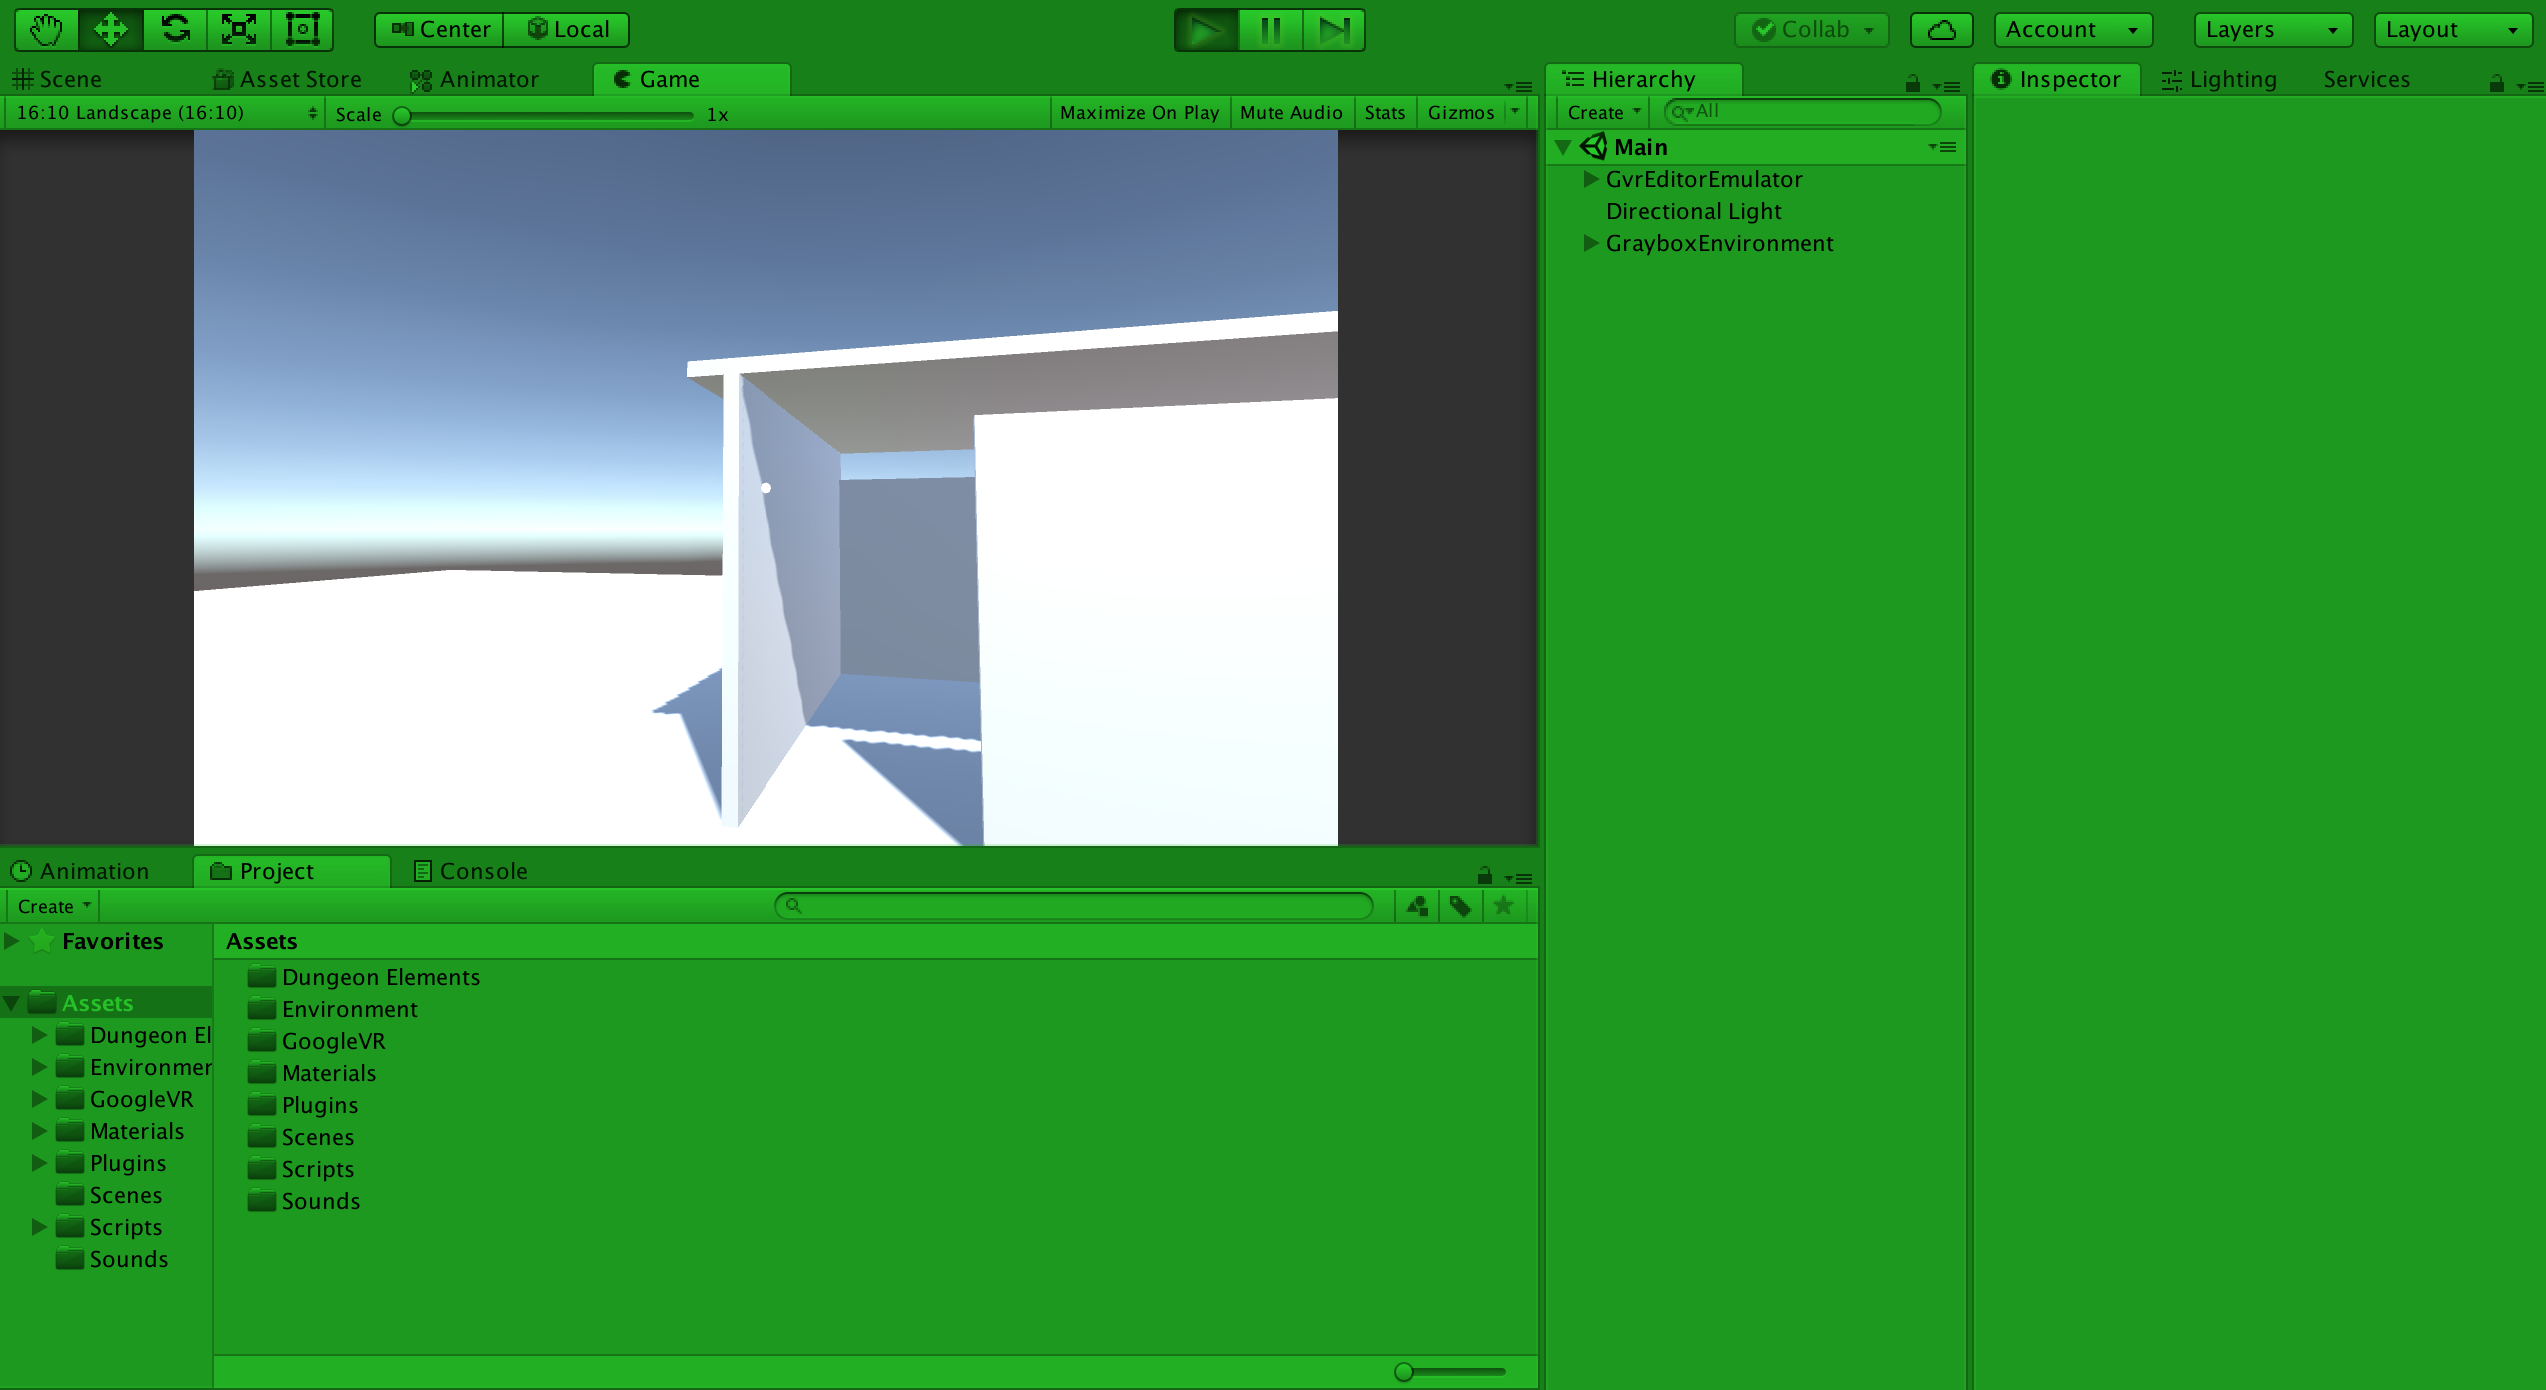 Center Local Collab Account Layers Layout
Scene Asset Store Animator Game
16:10 Landscape (16:10) Scale 1x Maximize On Play Mute Audio Stats Gizmos
Hierarchy
Create All
Main
GvrEditorEmulator
Directional Light
GrayboxEnvironment
Inspector Lighting Services
Animation Project Console
Create
Favorites
Assets
Dungeon El
Environmer
GoogleVR
Materials
Plugins
Scenes
Scripts
Sounds
Assets
Dungeon Elements
Environment
GoogleVR
Materials
Plugins
Scenes
Scripts
Sounds